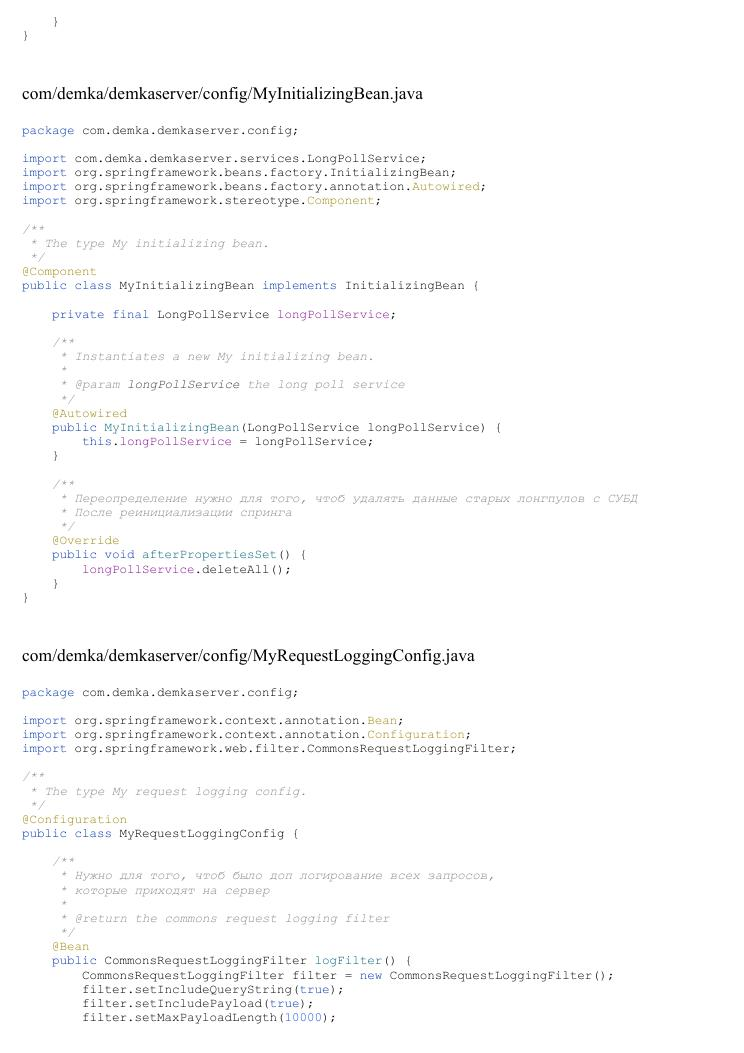 }
}
com/demka/demkaserver/config/MyInitializingBean.java
package com.demka.demkaserver.config;
import com.demka.demkaserver.services.LongPollService;
import org.springframework.beans.factory.InitializingBean;
import org.springframework.beans.factory.annotation.Autowired;
import org.springframework.stereotype.Component;
/**
 * The type My initializing bean.
 */
@Component
public class MyInitializingBean implements InitializingBean {
    private final LongPollService longPollService;
    /**
     * Instantiates a new My initializing bean.
     *
     * @param longPollService the long poll service
     */
    @Autowired
    public MyInitializingBean(LongPollService longPollService) {
        this.longPollService = longPollService;
    }
    /**
     * Переопределение нужно для того, чтоб удалять данные старых лонгпулов с СУБД
     * После реинициализации спринга
     */
    @Override
    public void afterPropertiesSet() {
        longPollService.deleteAll();
    }
}
com/demka/demkaserver/config/MyRequestLoggingConfig.java
package com.demka.demkaserver.config;
import org.springframework.context.annotation.Bean;
import org.springframework.context.annotation.Configuration;
import org.springframework.web.filter.CommonsRequestLoggingFilter;
/**
 * The type My request logging config.
 */
@Configuration
public class MyRequestLoggingConfig {
    /**
     * Нужно для того, чтоб было доп логирование всех запросов,
     * которые приходят на сервер
     *
     * @return the commons request logging filter
     */
    @Bean
    public CommonsRequestLoggingFilter logFilter() {
        CommonsRequestLoggingFilter filter = new CommonsRequestLoggingFilter();
        filter.setIncludeQueryString(true);
        filter.setIncludePayload(true);
        filter.setMaxPayloadLength(10000);